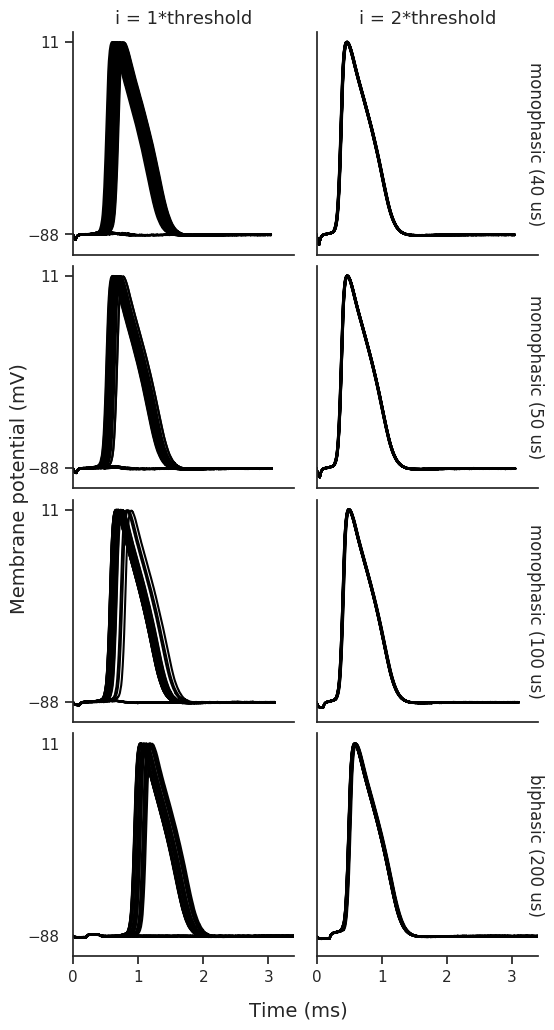 i = 1*threshold
i = 2*threshold
11
−88
monophasic (40 us)
11
−88
monophasic (50 us)
Membrane potential (mV)
11
−88
monophasic (100 us)
11
−88
biphasic (200 us)
0
1
2
3
0
1
2
3
Time (ms)